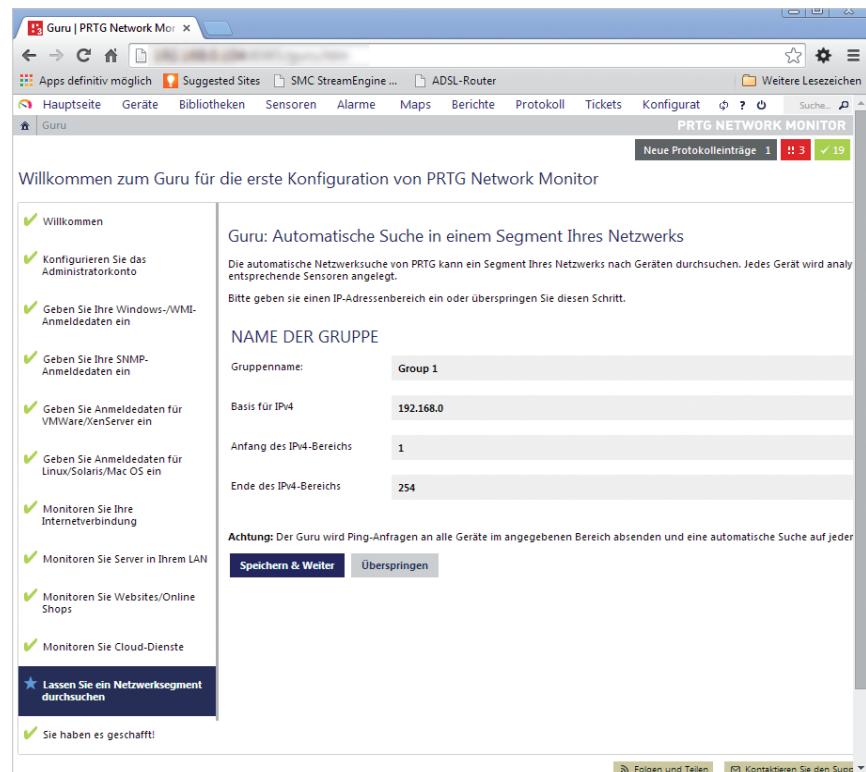 Guru | PRTG Network Mor
Apps definitiv möglich Suggested Sites SMC StreamEngine ... ADSL-Router Weitere Lesezeichen
Hauptseite Geräte Bibliotheken Sensoren Alarme Maps Berichte Protokoll Tickets Konfigurat ? Suche...
Guru PRTG NETWORK MONITOR
Neue Protokolleinträge 1 !! 3 ✓ 19
Willkommen zum Guru für die erste Konfiguration von PRTG Network Monitor
Willkommen
Konfigurieren Sie das
Administratorkonto
Geben Sie Ihre Windows-/WMI-
Anmeldedaten ein
Geben Sie Ihre SNMP-
Anmeldedaten ein
Geben Sie Anmeldedaten für
VMWare/XenServer ein
Geben Sie Anmeldedaten für
Linux/Solaris/Mac OS ein
Monitoren Sie Ihre
Internetverbindung
Monitoren Sie Server in Ihrem LAN
Monitoren Sie Websites/Online
Shops
Monitoren Sie Cloud-Dienste
Lassen Sie ein Netzwerksegment
durchsuchen
Sie haben es geschafft!
Guru: Automatische Suche in einem Segment Ihres Netzwerks
Die automatische Netzwerksuche von PRTG kann ein Segment Ihres Netzwerks nach Geräten durchsuchen. Jedes Gerät wird analy
entsprechende Sensoren angelegt.
Bitte geben sie einen IP-Adressenbereich ein oder überspringen Sie diesen Schritt.
NAME DER GRUPPE
Gruppenname: Group 1
Basis für IPv4 192.168.0
Anfang des IPv4-Bereichs 1
Ende des IPv4-Bereichs 254
Achtung: Der Guru wird Ping-Anfragen an alle Geräte im angegebenen Bereich absenden und eine automatische Suche auf jeder
Speichern & Weiter Überspringen
Folgen und Teilen Kontaktieren Sie den Supp